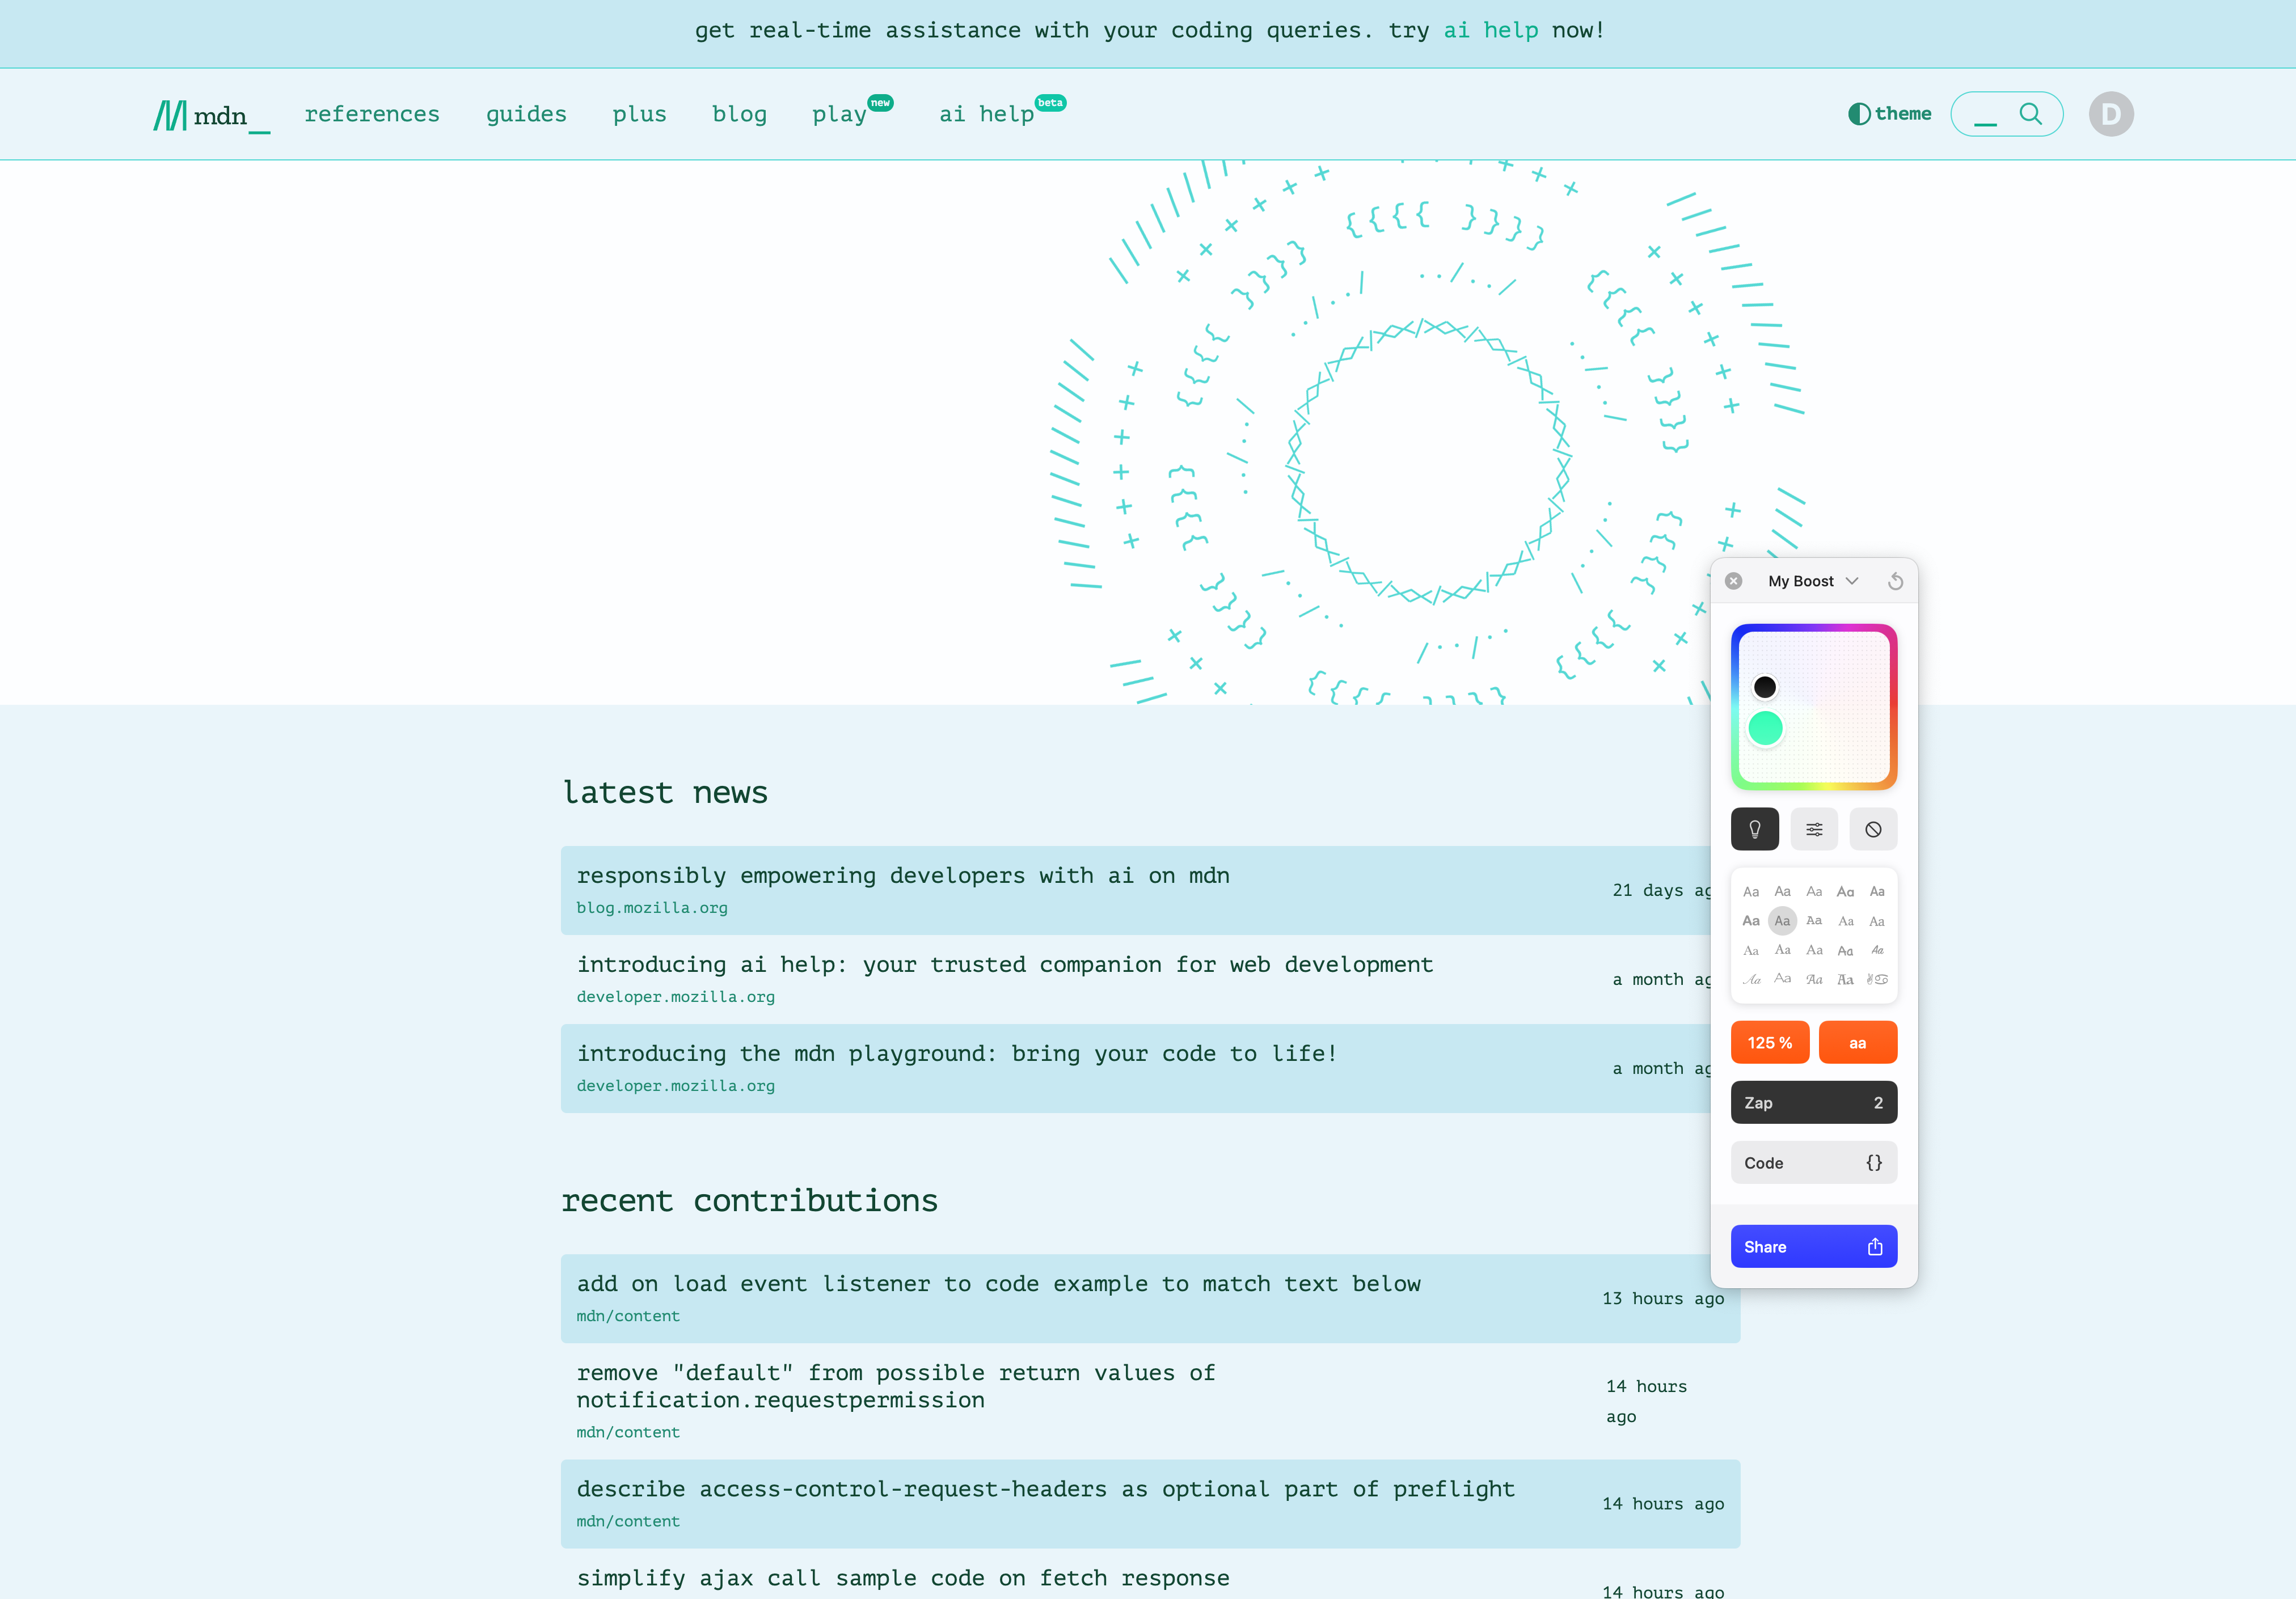 get real-time assistance with your coding queries. try ai help now!
mdn_
references
guides
plus
blog
play new
ai help beta
theme
D
My Boost
Aa Aa Aa Aa Aa
Aa Aa Aa Aa Aa
Aa Aa Aa Aa Aa
Aa Aa Aa Aa
125 %
aa
Zap 2
Code {}
Share
latest news
responsibly empowering developers with ai on mdn
blog.mozilla.org
21 days
introducing ai help: your trusted companion for web development
developer.mozilla.org
a month
introducing the mdn playground: bring your code to life!
developer.mozilla.org
a month
recent contributions
add on load event listener to code example to match text below
mdn/content
13 hours ago
remove "default" from possible return values of
notification.requestpermission
mdn/content
14 hours
ago
describe access-control-request-headers as optional part of preflight
mdn/content
14 hours ago
simplify ajax call sample code on fetch response
14 hours ago